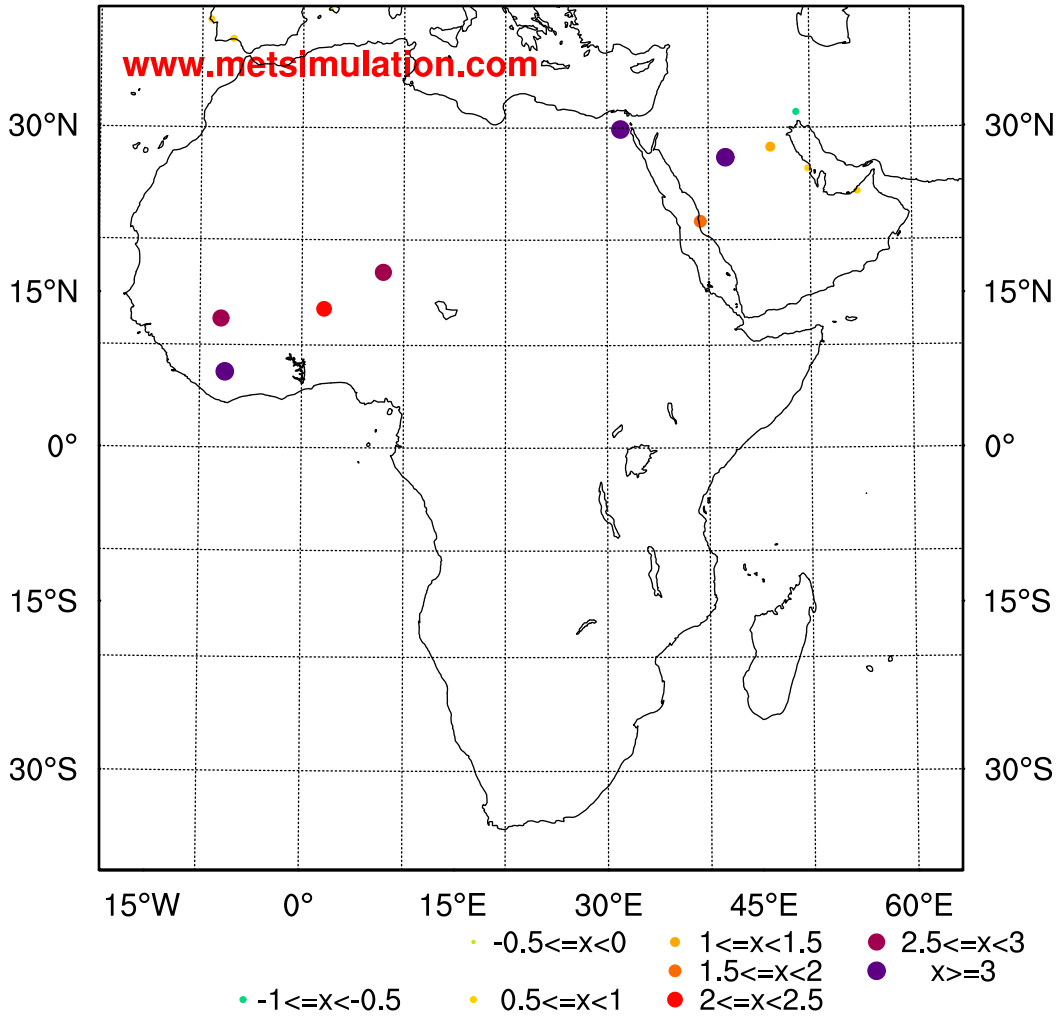 www.metsimulation.com
30°N 30°N
15°N 15°N
0° 0°
15°S 15°S
30°S 30°S
15°W 0° 15°E 30°E 45°E 60°E
-0.5<=x<0 1<=x<1.5 2.5<=x<3
1.5<=x<2 x>=3
-1<=x<-0.5 0.5<=x<1 2<=x<2.5